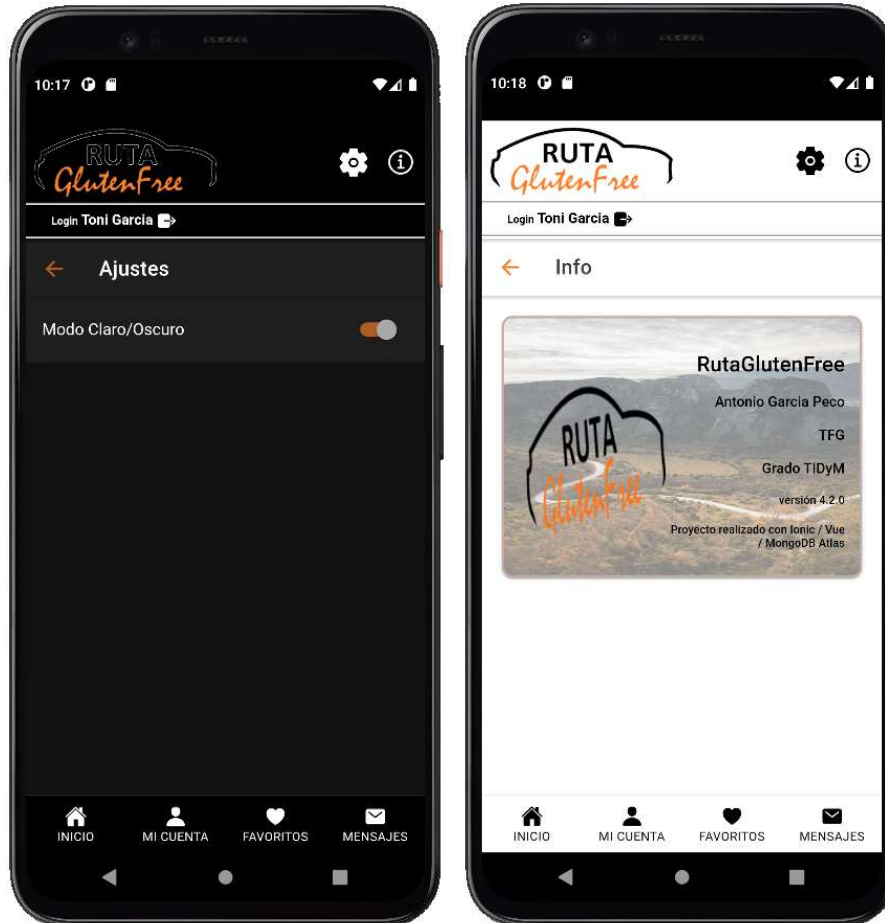 10:17
RUTA
GlutenFree
Login Toni Garcia
Ajustes
Modo Claro/Oscuro
INICIO
MI CUENTA
FAVORITOS
MENSAJES
10:18
RUTA
GlutenFree
Login Toni Garcia
Info
RutaGlutenFree
Antonio Garcia Peco
TFG
Grado TIDyM
versión 4.2.0
Proyecto realizado con Ionic / Vue
/ MongoDB Atlas
RUTA
GlutenFree
INICIO
MI CUENTA
FAVORITOS
MENSAJES